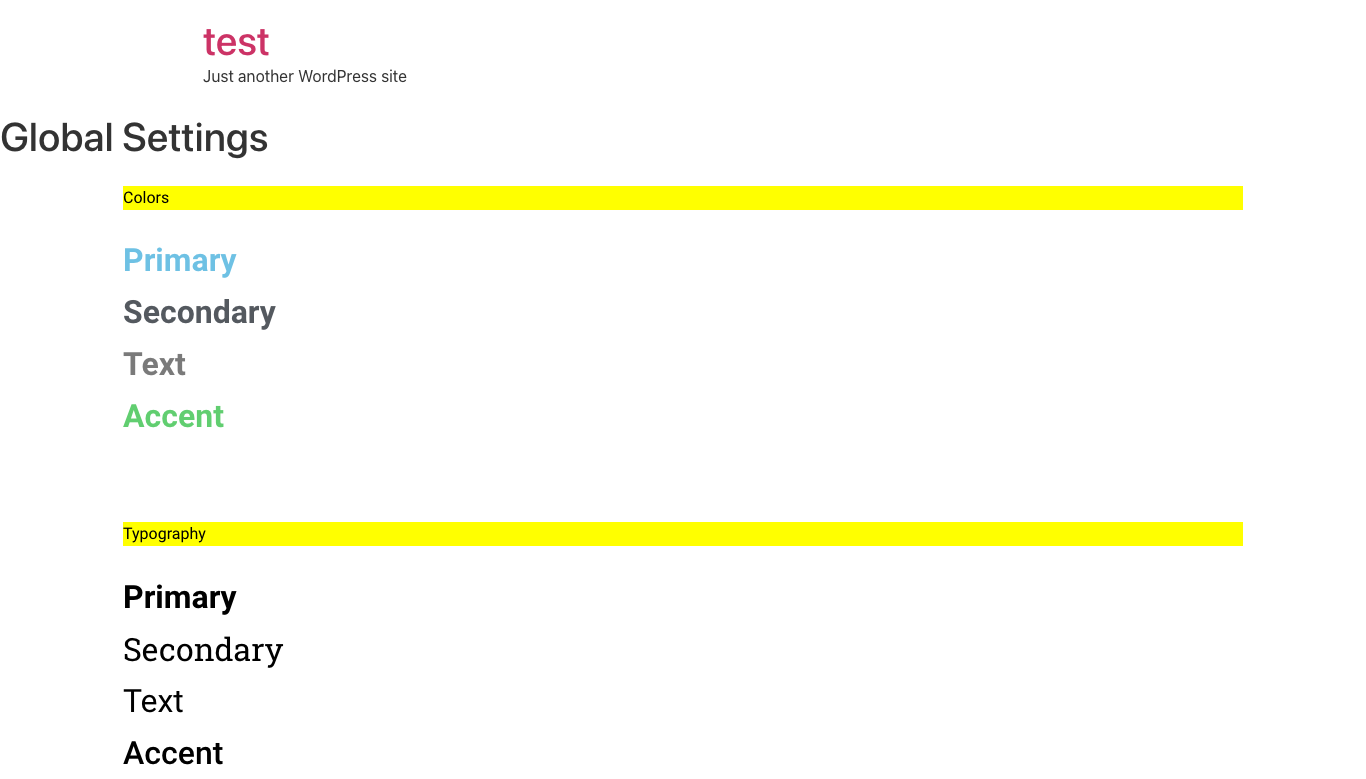 test
Just another WordPress site
Global Settings
Colors
Primary
Secondary
Text
Accent
Typography
Primary
Secondary
Text
Accent